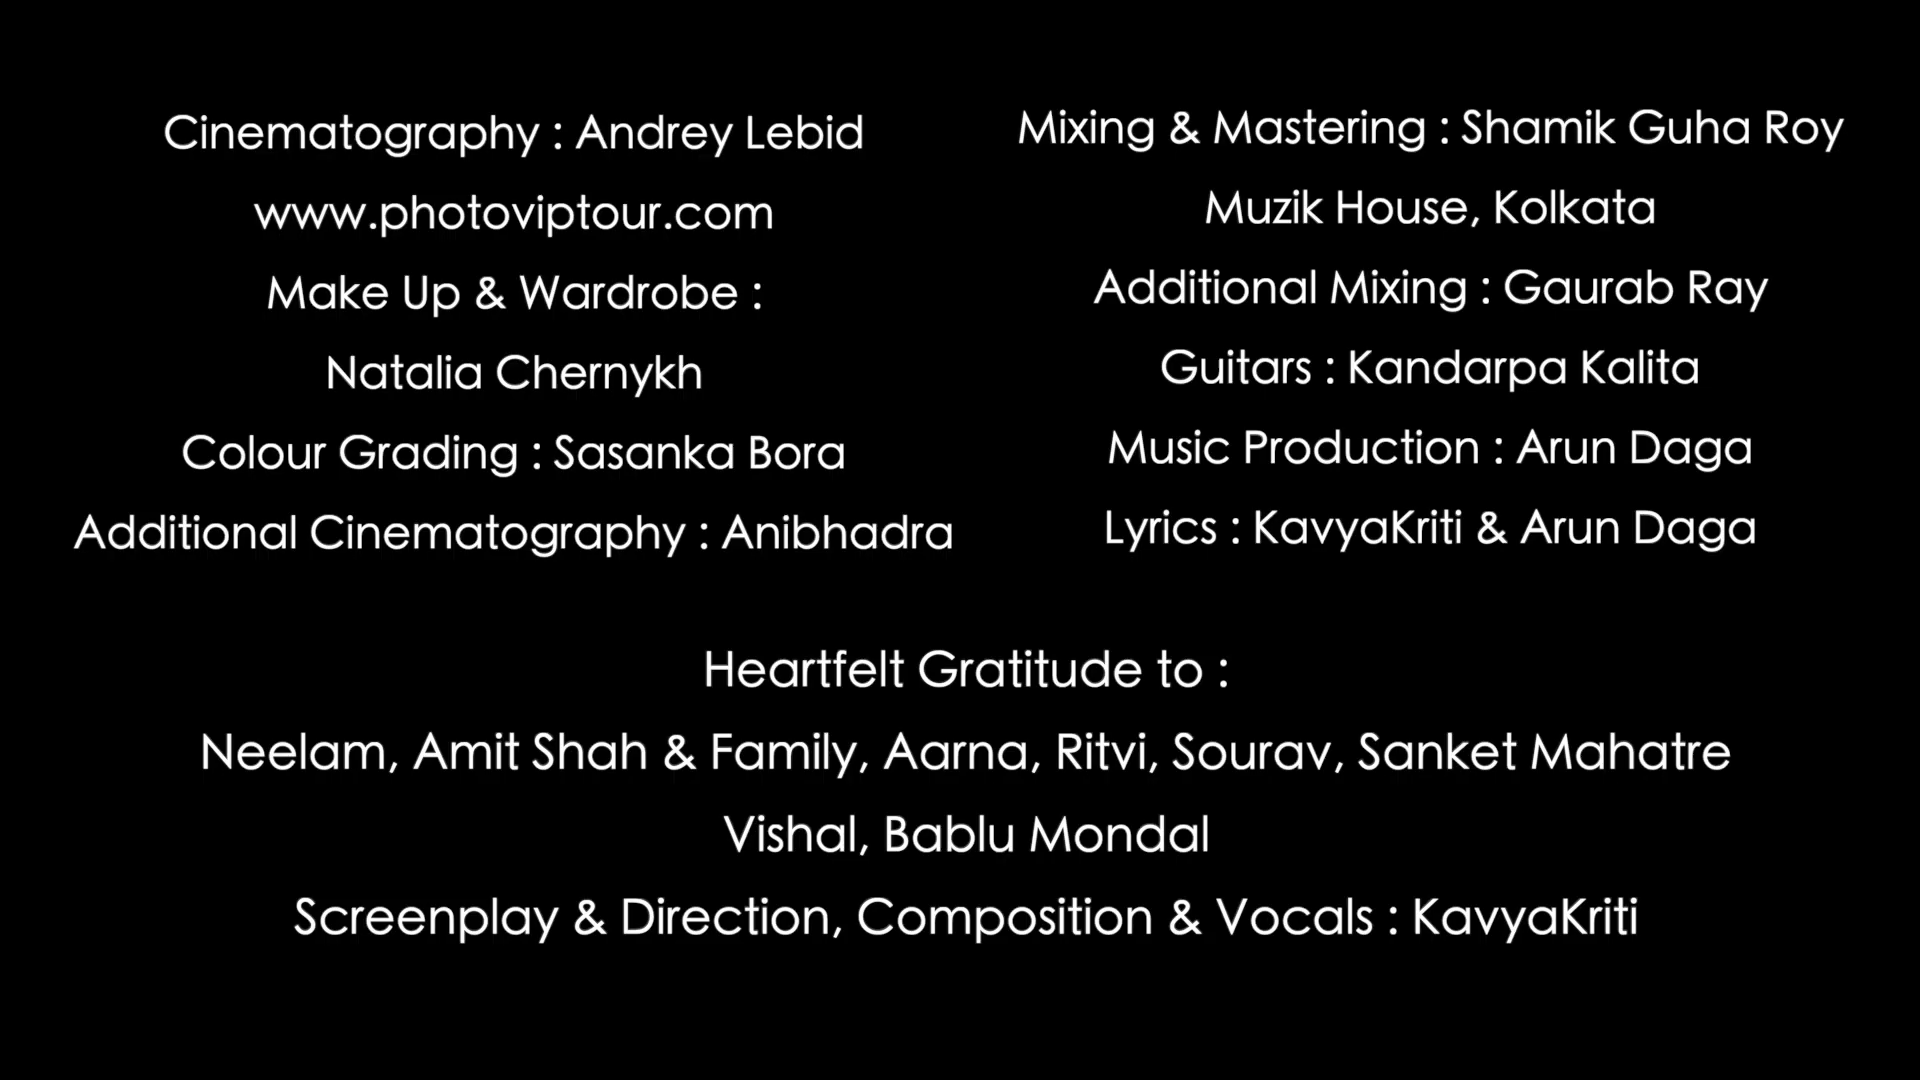 Cinematography : Andrey Lebid
www.photoviptour.com
Make Up & Wardrobe :
Natalia Chernykh
Colour Grading : Sasanka Bora
Additional Cinematography : Anibhadra
Mixing & Mastering : Shamik Guha Roy
Muzik House, Kolkata
Additional Mixing : Gaurab Ray
Guitars : Kandarpa Kalita
Music Production : Arun Daga
Lyrics : KavyaKriti & Arun Daga
Heartfelt Gratitude to :
Neelam, Amit Shah & Family, Aarna, Ritvi, Sourav, Sanket Mahatre
Vishal, Bablu Mondal
Screenplay & Direction, Composition & Vocals : KavyaKriti